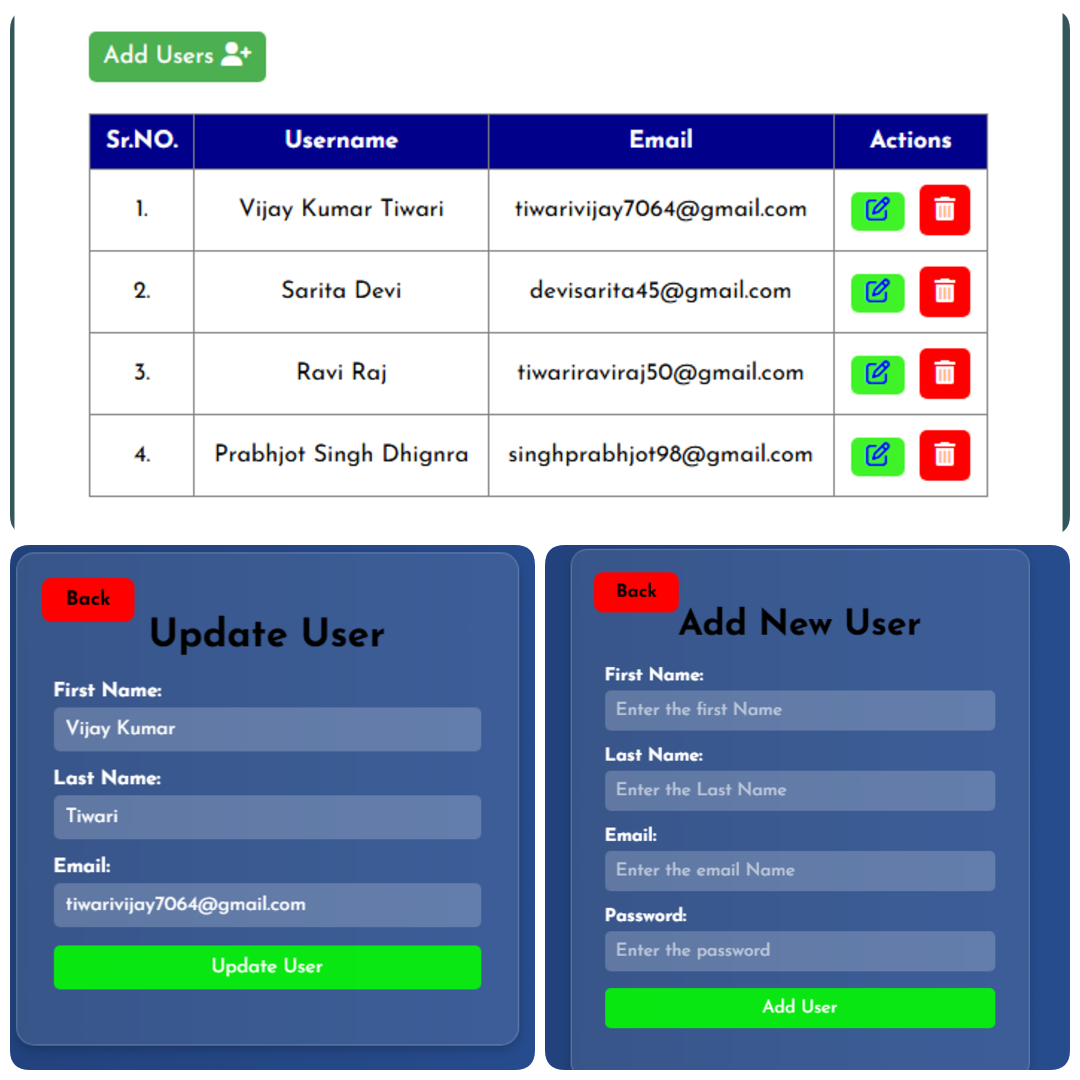 Add Users
Sr.NO. Username Email Actions
1. Vijay Kumar Tiwari tiwarivijay7064@gmail.com
2. Sarita Devi devisarita45@gmail.com
3. Ravi Raj tiwariraviraj50@gmail.com
4. Prabhjot Singh Dhignra singhprabhjot98@gmail.com
Back
Update User
First Name:
Vijay Kumar
Last Name:
Tiwari
Email:
tiwarivijay7064@gmail.com
Update User
Back
Add New User
First Name:
Enter the first Name
Last Name:
Enter the Last Name
Email:
Enter the email Name
Password:
Enter the password
Add User